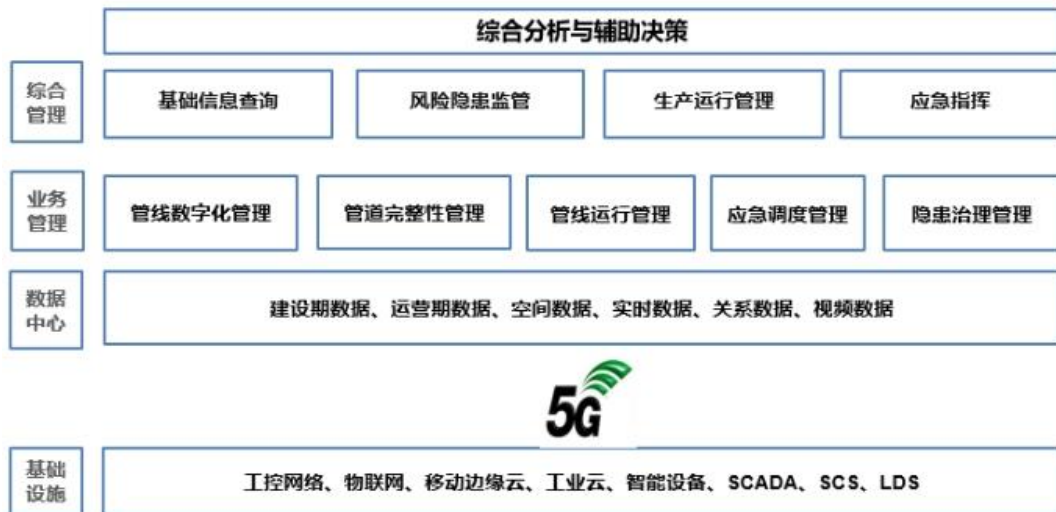 综合分析与辅助决策
综合
管理
基础信息查询
风险隐患监管
生产运行管理
应急指挥
业务
管理
管线数字化管理
管道完整性管理
管线运行管理
应急调度管理
隐患治理管理
数据
中心
建设期数据、运营期数据、空间数据、实时数据、关系数据、视频数据
5G
基础
设施
工控网络、物联网、移动边缘云、工业云、智能设备、SCADA、SCS、LDS